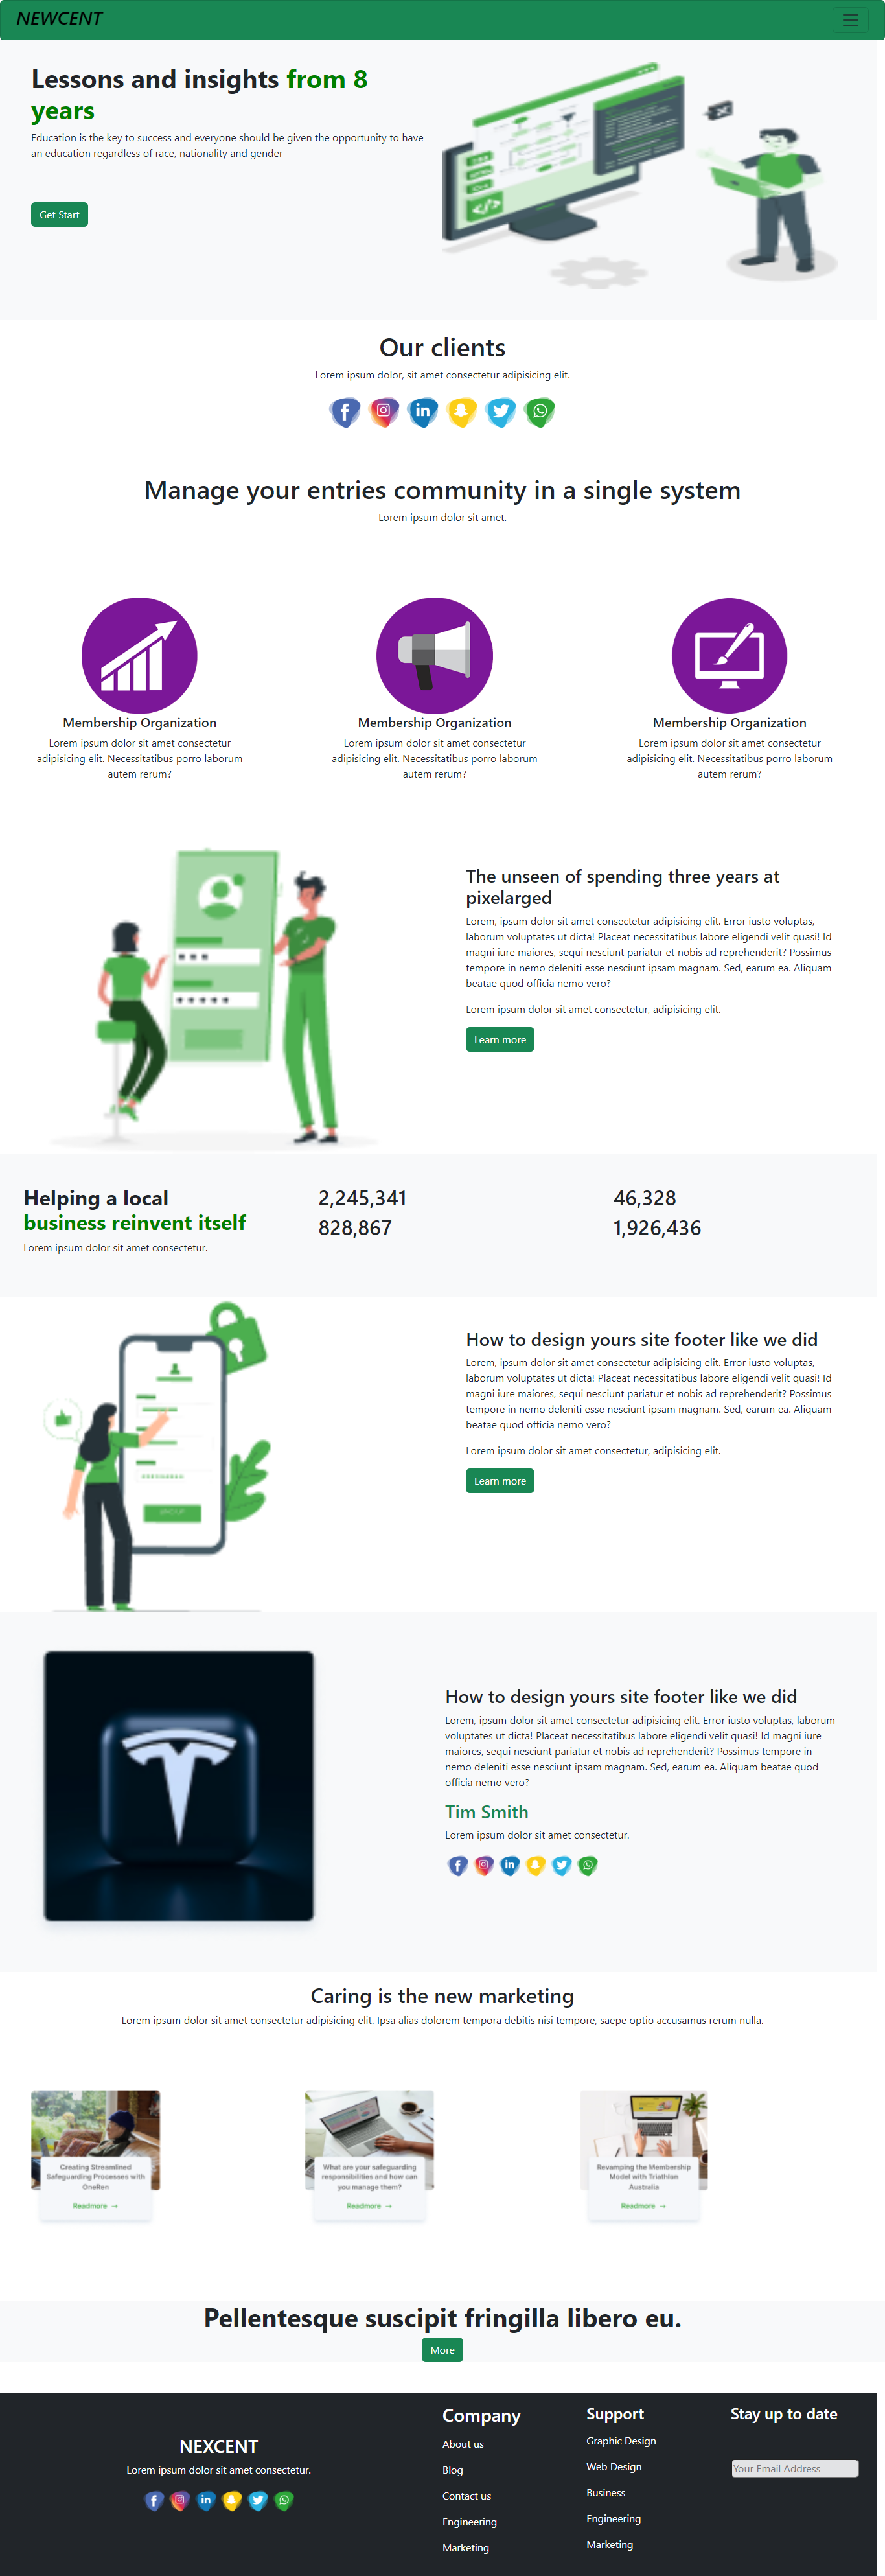 NEWCENT
Lessons and insights from 8
years
Education is the key to success and everyone should be given the opportunity to have
an education regardless of race, nationality and gender
Get Start
Our clients
Lorem ipsum dolor, sit amet consectetur adipisicing elit.
Manage your entries community in a single system
Lorem ipsum dolor sit amet.
Membership Organization
Lorem ipsum dolor sit amet consectetur
adipisicing elit. Necessitatibus porro laborum
autem rerum?
Membership Organization
Lorem ipsum dolor sit amet consectetur
adipisicing elit. Necessitatibus porro laborum
autem rerum?
Membership Organization
Lorem ipsum dolor sit amet consectetur
adipisicing elit. Necessitatibus porro laborum
autem rerum?
The unseen of spending three years at
pixelarged
Lorem, ipsum dolor sit amet consectetur adipisicing elit. Error iusto voluptas,
laborum voluptates ut dicta! Placeat necessitatibus labore eligendi velit quasi! Id
magni iure maiores, sequi nesciunt pariatur et nobis ad reprehenderit? Possimus
tempore in nemo deleniti esse nesciunt ipsam magnam. Sed, earum ea. Aliquam
beatae quod officia nemo vero?
Lorem ipsum dolor sit amet consectetur, adipisicing elit.
Learn more
Helping a local
business reinvent itself
Lorem ipsum dolor sit amet consectetur.
2,245,341
828,867
46,328
1,926,436
How to design yours site footer like we did
Lorem, ipsum dolor sit amet consectetur adipisicing elit. Error iusto voluptas,
laborum voluptates ut dicta! Placeat necessitatibus labore eligendi velit quasi! Id
magni iure maiores, sequi nesciunt pariatur et nobis ad reprehenderit? Possimus
tempore in nemo deleniti esse nesciunt ipsam magnam. Sed, earum ea. Aliquam
beatae quod officia nemo vero?
Lorem ipsum dolor sit amet consectetur, adipisicing elit.
Learn more
How to design yours site footer like we did
Lorem, ipsum dolor sit amet consectetur adipisicing elit. Error iusto voluptas, laborum
voluptates ut dicta! Placeat necessitatibus labore eligendi velit quasi! Id magni iure
maiores, sequi nesciunt pariatur et nobis ad reprehenderit? Possimus tempore in
nemo deleniti esse nesciunt ipsam magnam. Sed, earum ea. Aliquam beatae quod
officia nemo vero?
Tim Smith
Lorem ipsum dolor sit amet consectetur.
Caring is the new marketing
Lorem ipsum dolor sit amet consectetur adipisicing elit. Ipsa alias dolorem tempora debitis nisi tempore, saepe optio accusamus rerum nulla.
Creating Streamlined
Safeguarding Processes with
OneRen
Readmore →
What are your safeguarding
responsibilities and how can
you manage them?
Readmore →
Revamping the Membership
Model with Triathlon
Australia
Readmore →
Pellentesque suscipit fringilla libero eu.
More
NEXCENT
Lorem ipsum dolor sit amet consectetur.
Company
About us
Blog
Contact us
Engineering
Marketing
Support
Graphic Design
Web Design
Business
Engineering
Marketing
Stay up to date
Your Email Address